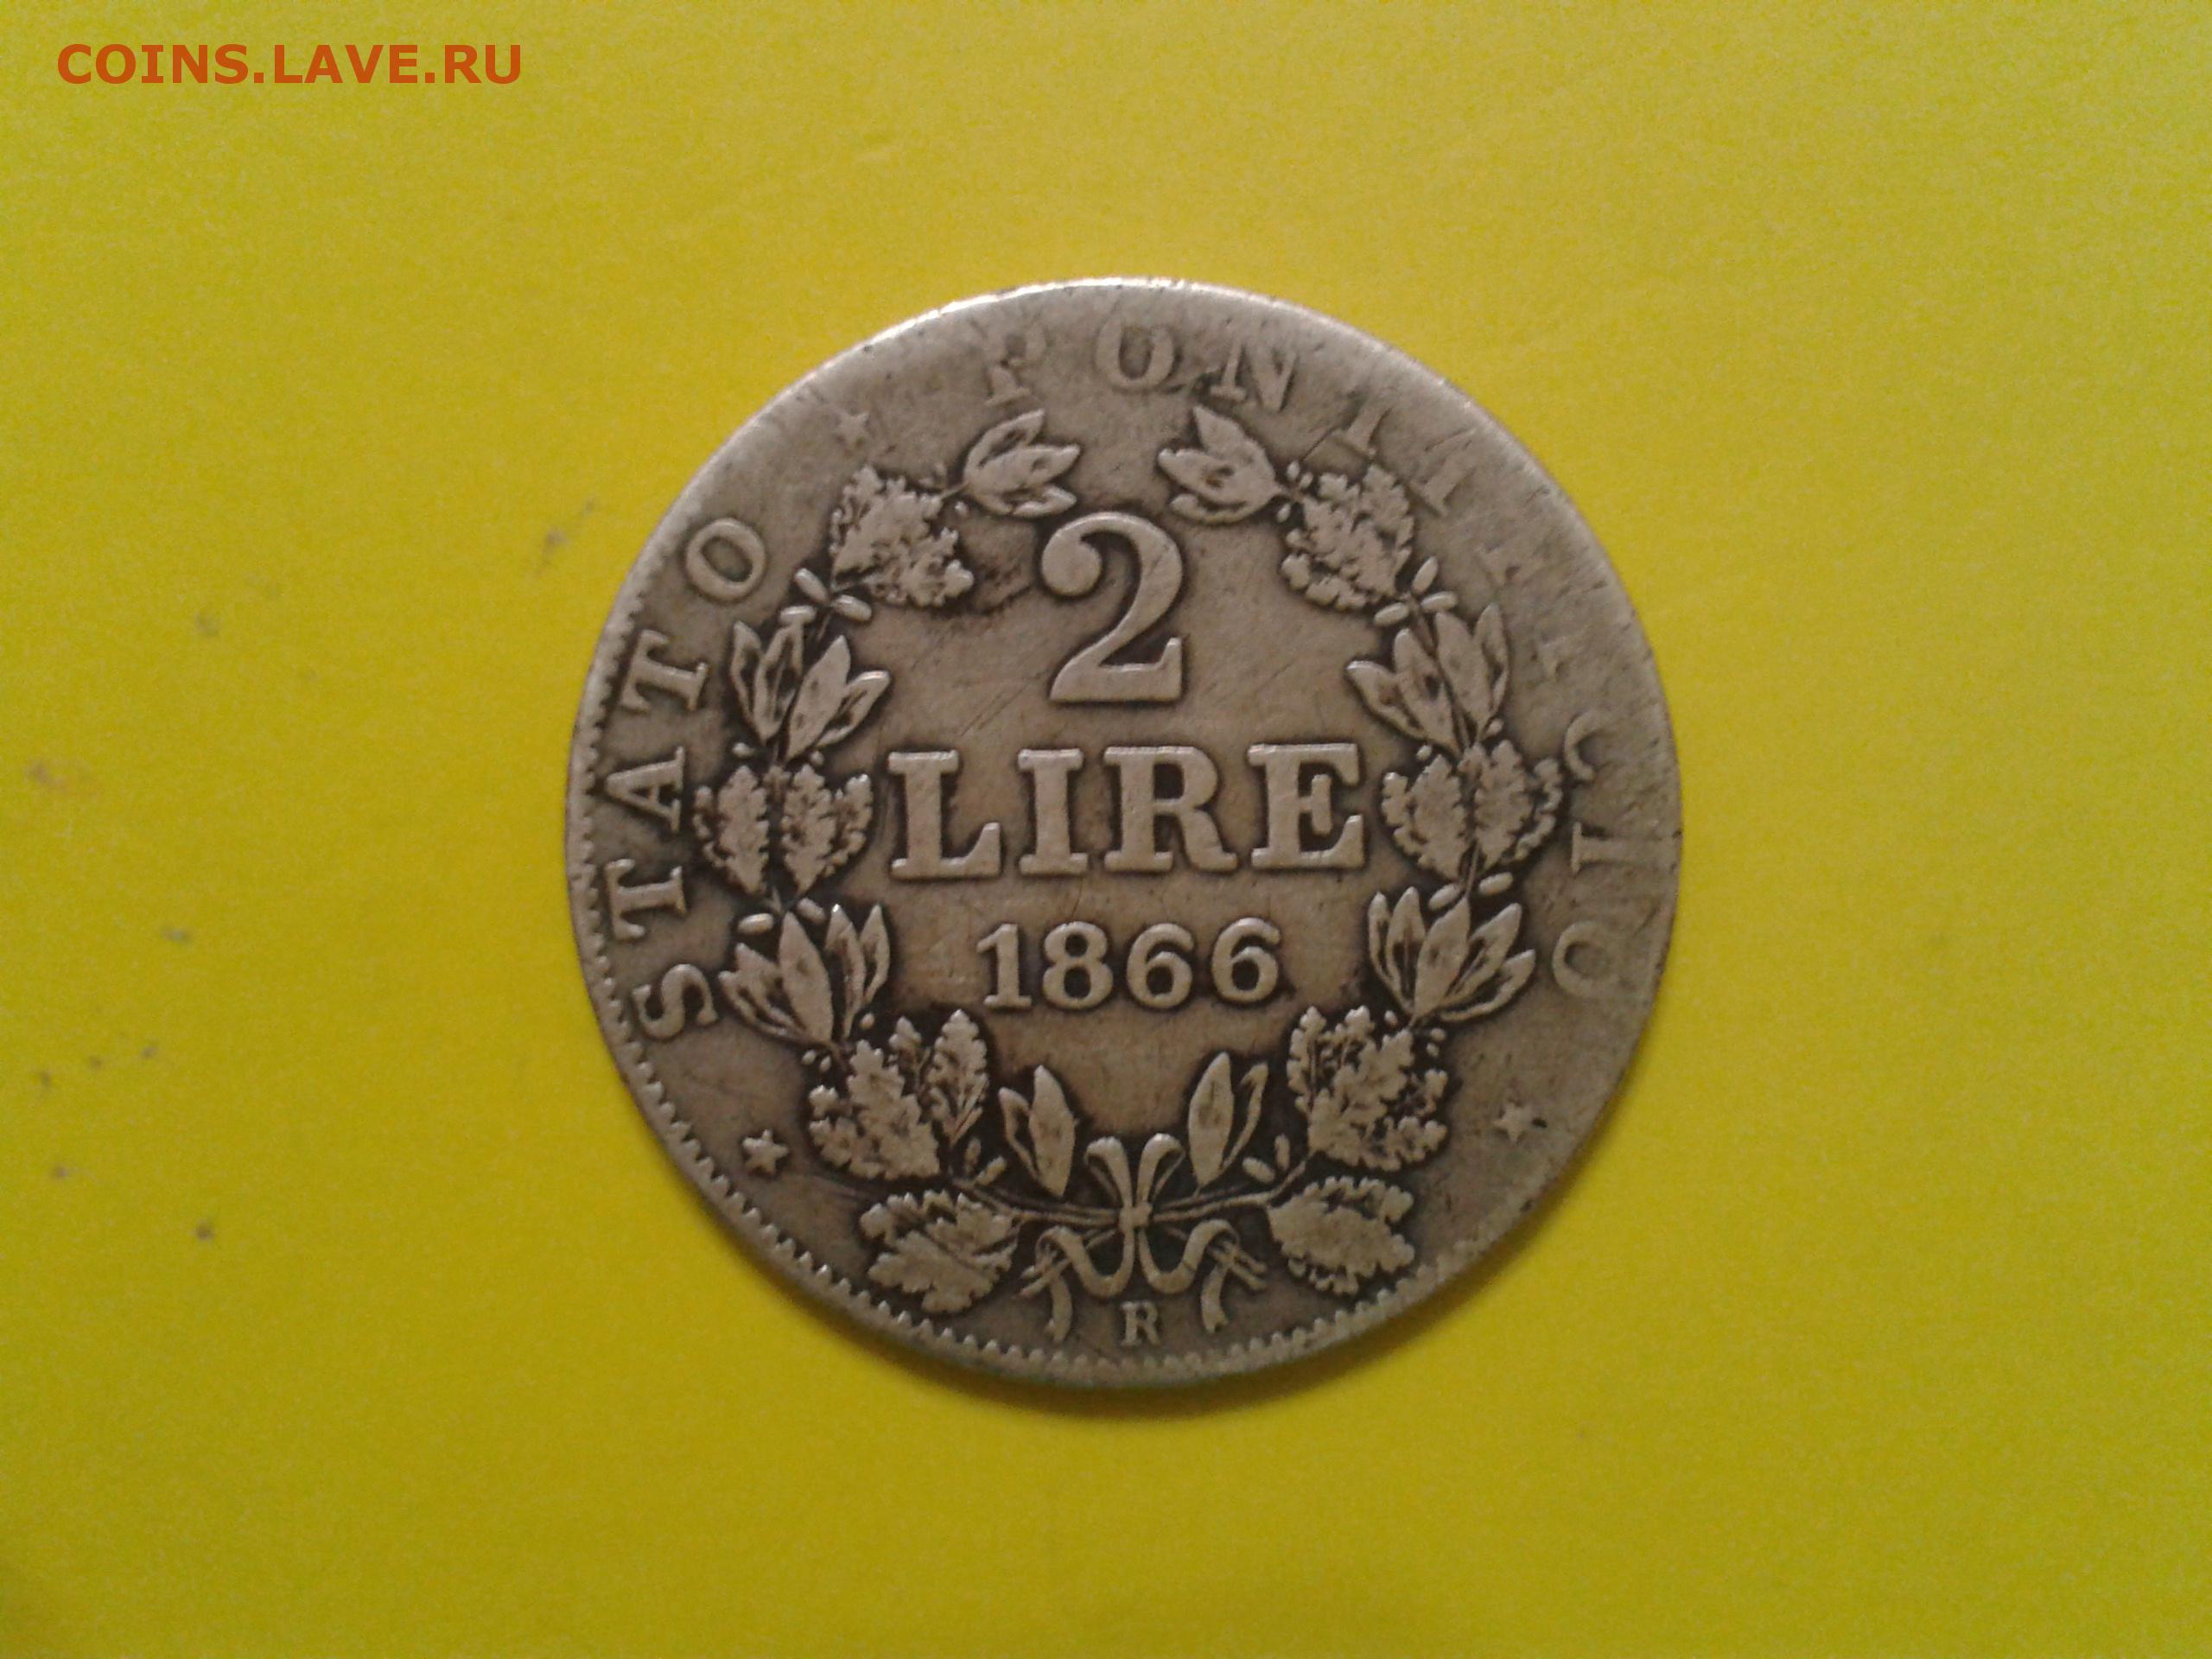 COINS.LAVE.RU
STATO ★ PONTIFICIO
2
LIRE
1866
R